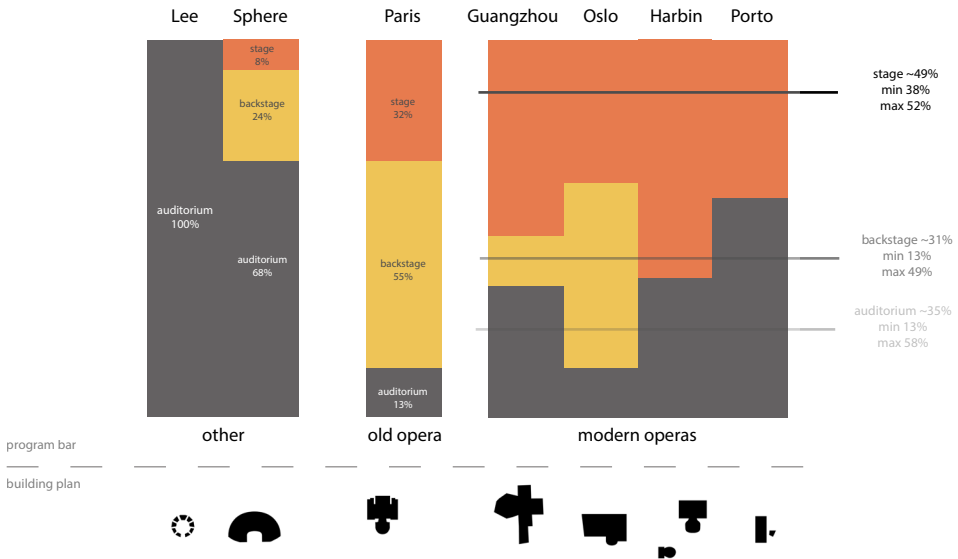 Lee
Sphere
Paris
Guangzhou
Oslo
Harbin
Porto
stage
8%
backstage
24%
auditorium
100%
auditorium
68%
stage
32%
backstage
55%
auditorium
13%
stage ~49%
min 38%
max 52%
backstage ~31%
min 13%
max 49%
auditorium ~35%
min 13%
max 58%
other
old opera
modern operas
program bar
building plan